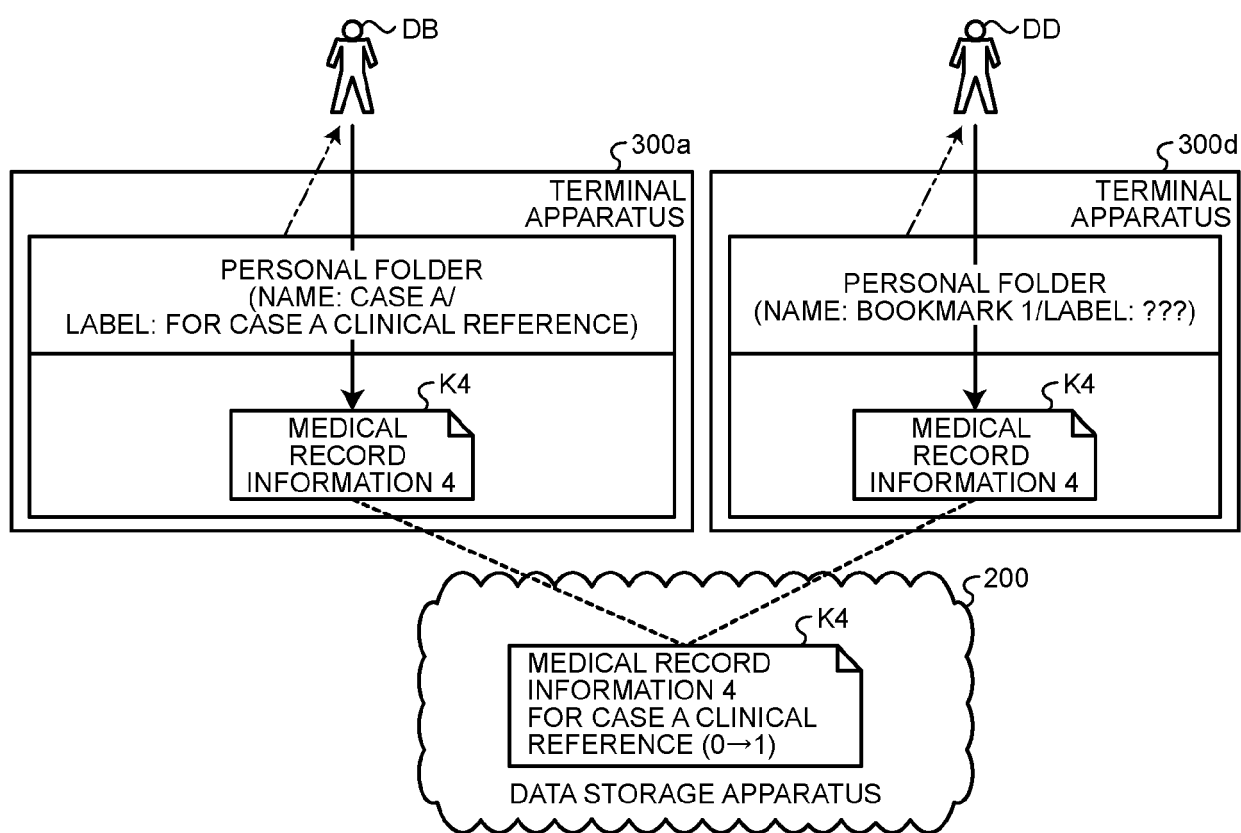 DB
DD
300a
300d
TERMINAL
APPARATUS
PERSONAL FOLDER
(NAME: CASE A/
LABEL: FOR CASE A CLINICAL REFERENCE)
K4
MEDICAL
RECORD
INFORMATION 4
TERMINAL
APPARATUS
PERSONAL FOLDER
(NAME: BOOKMARK 1/LABEL: ???)
K4
MEDICAL
RECORD
INFORMATION 4
200
K4
MEDICAL RECORD
INFORMATION 4
FOR CASE A CLINICAL
REFERENCE (0→1)
DATA STORAGE APPARATUS